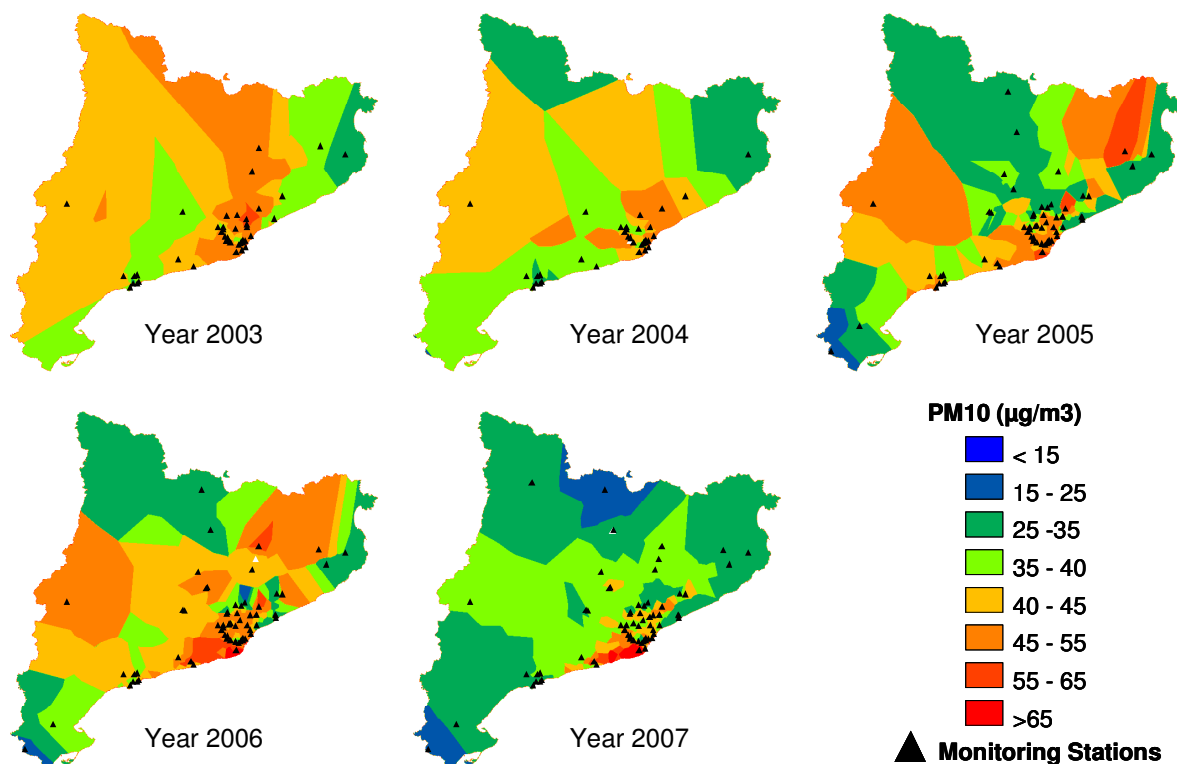 Year 2003
Year 2004
Year 2005
Year 2006
Year 2007
PM10 (µg/m3)
< 15
15 - 25
25 -35
35 - 40
40 - 45
45 - 55
55 - 65
>65
Monitoring Stations